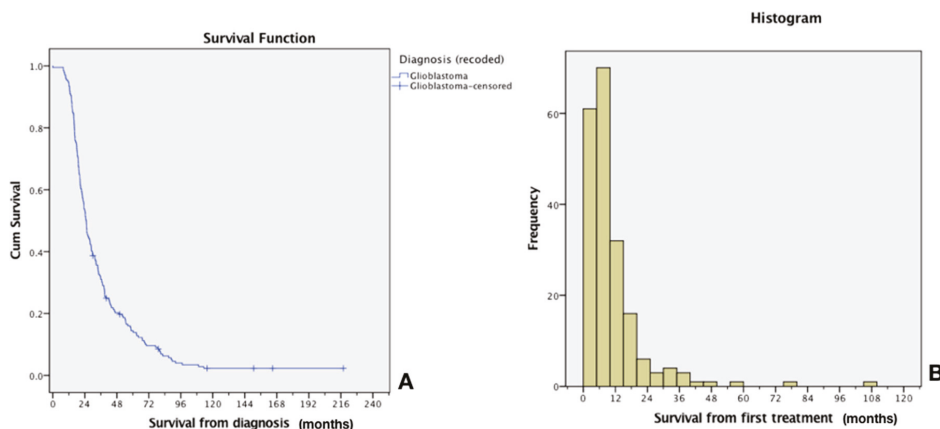 Survival Function
Diagnosis (recoded)
Glioblastoma
Glioblastoma-censored
Cum Survival
1.0
0.8
0.6
0.4
0.2
0.0
0 24 48 72 96 120 144 168 192 216 240
Survival from diagnosis (months)
A
Histogram
Frequency
60
40
20
0
0 12 24 36 48 60 72 84 96 108 120
Survival from first treatment (months)
B